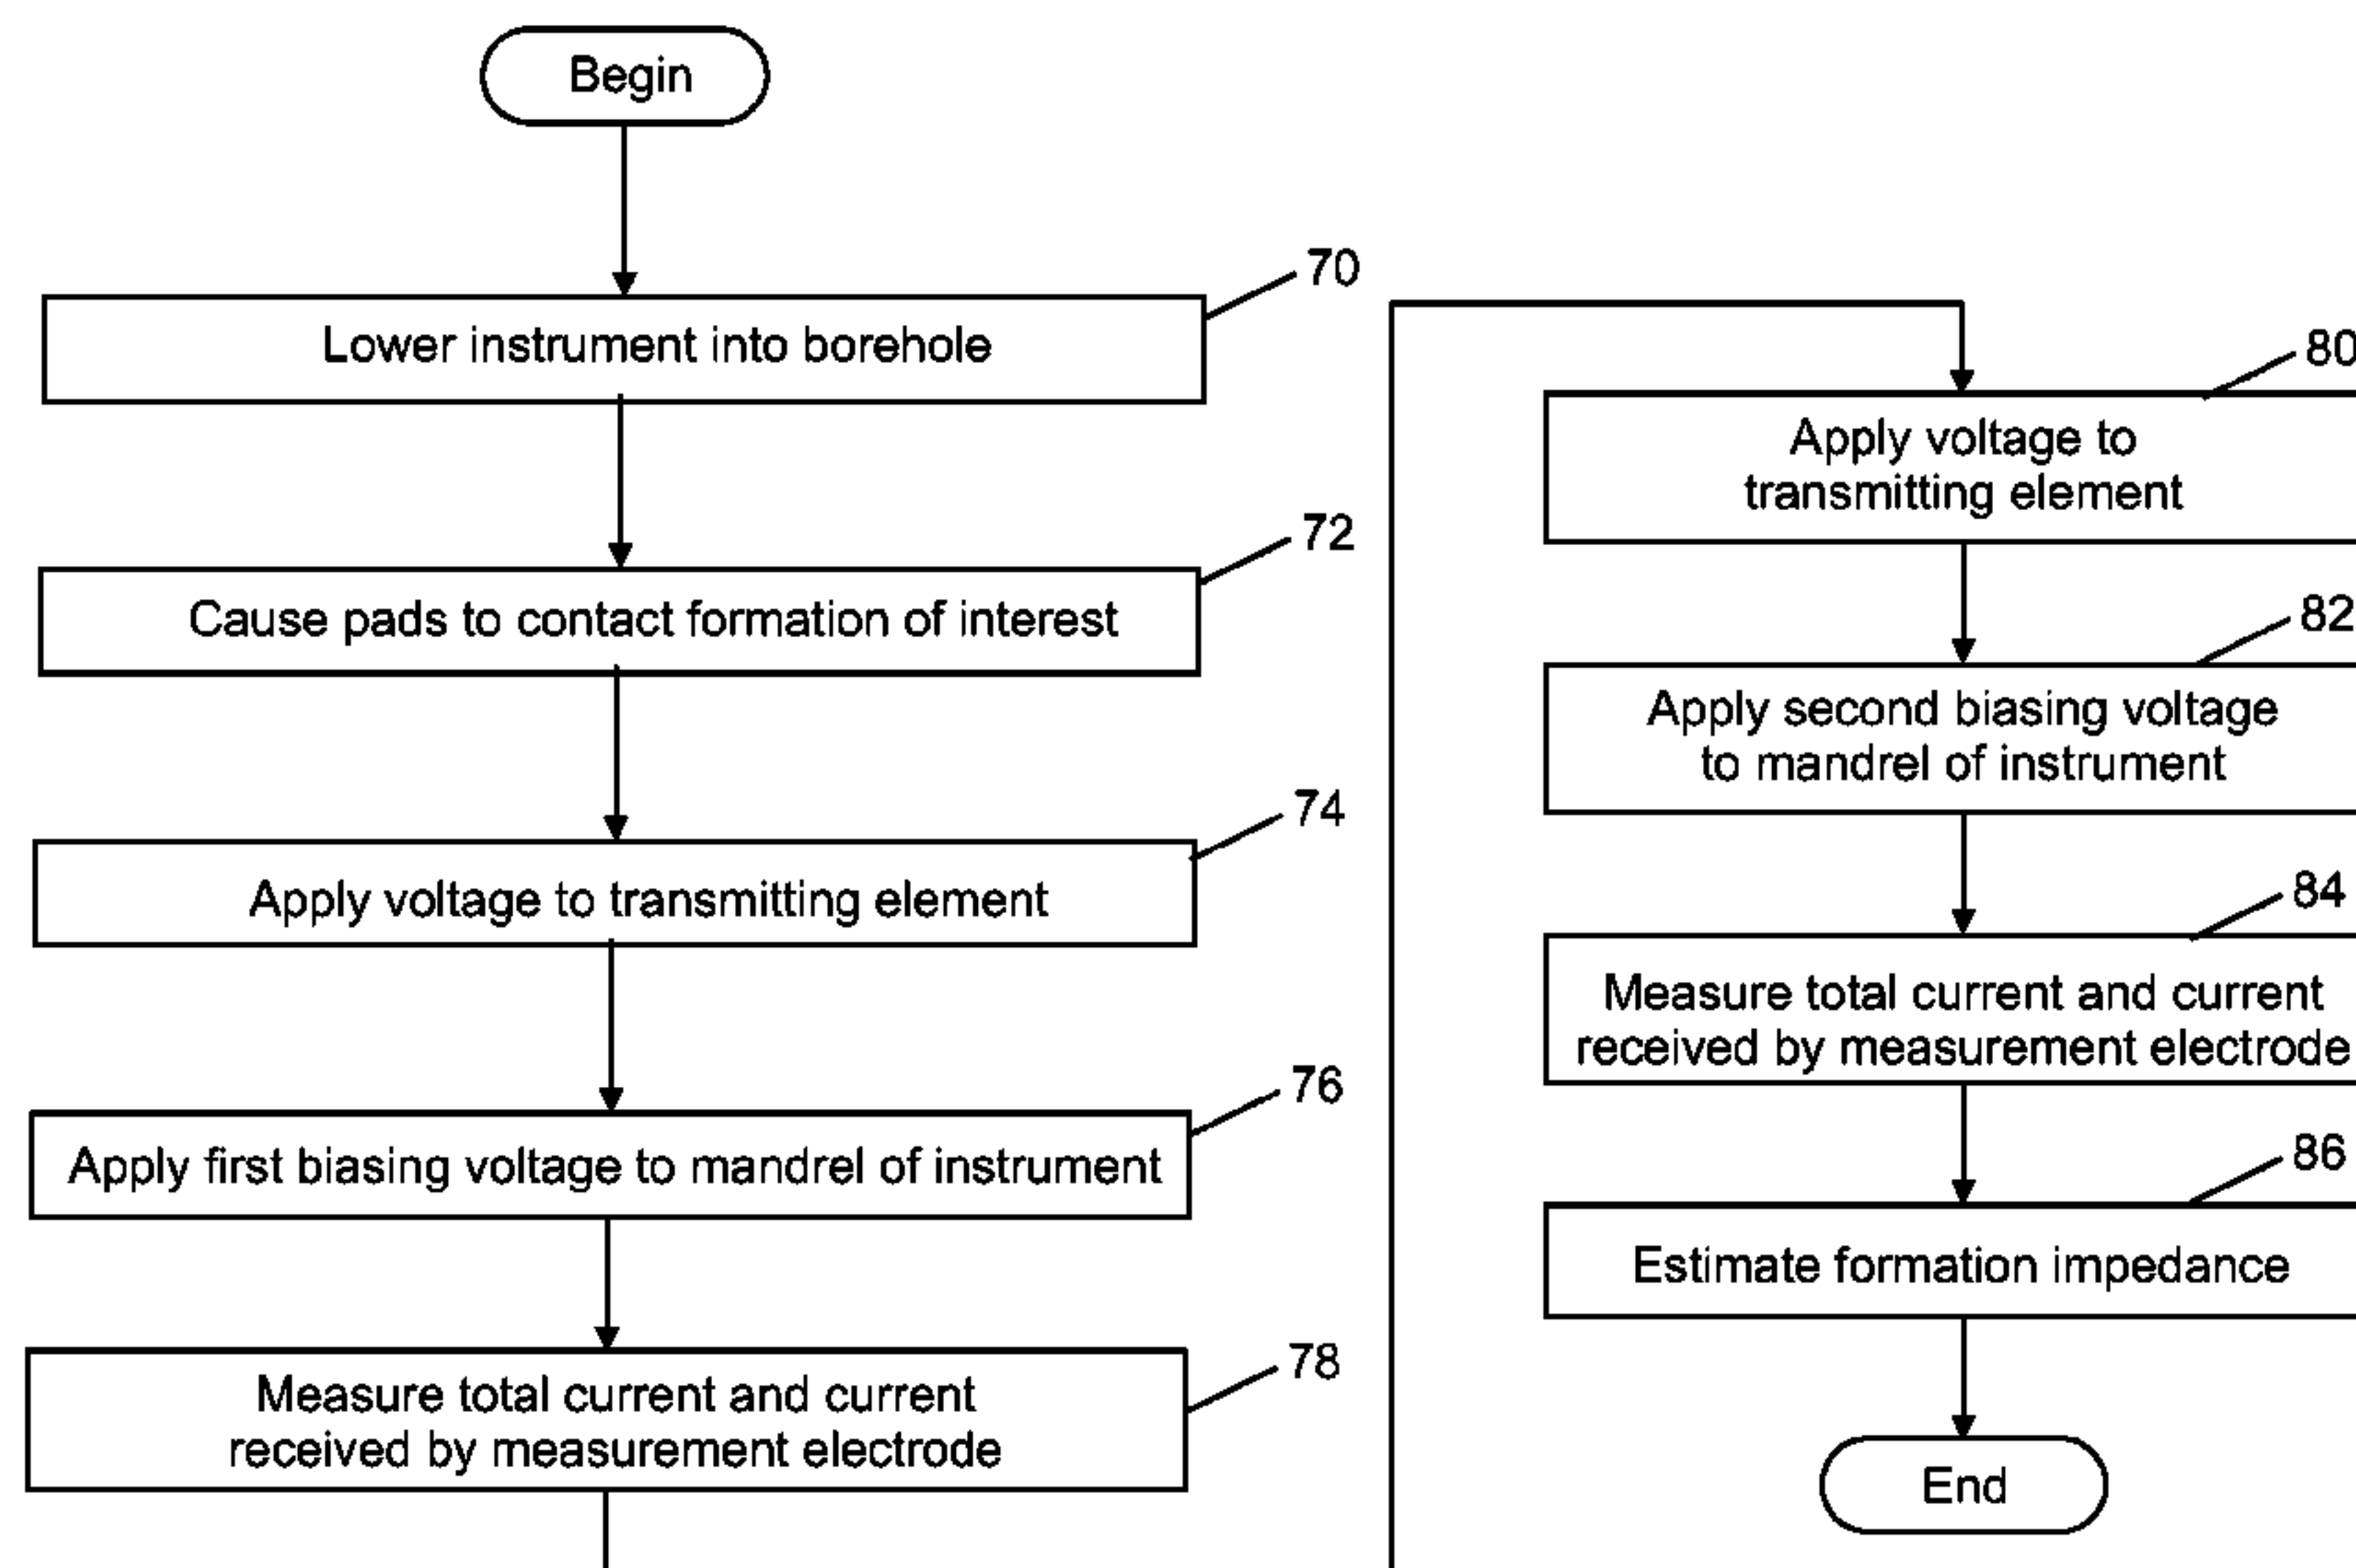 Begin
70
Lower instrument into borehole
72
Cause pads to contact formation of interest
74
Apply voltage to transmitting element
76
Apply first biasing voltage to mandrel of instrument
78
Measure total current and current
received by measurement electrode
80
Apply voltage to
transmitting element
82
Apply second biasing voltage
to mandrel of instrument
84
Measure total current and current
received by measurement electrode
86
Estimate formation impedance
End